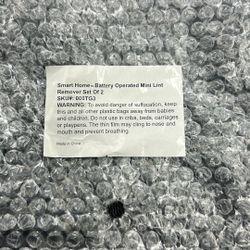 Smart Home - Battery Operated Mini Lint
Remover Set Of 2
SKU#: 003TG3
WARNING: To avoid danger of suffocation, keep
this and all other plastic bags away from babies
and children. Do not use in cribs, beds, carriages
or playpens. The thin film may cling to nose and
mouth and prevent breathing.
Made in China